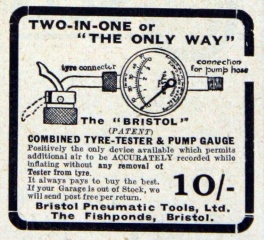 TWO-IN-ONE or
"THE ONLY WAY"
tyre connector
connection
for pump hose
The "BRISTOL"
(PATENT)
COMBINED TYRE-TESTER & PUMP GAUGE
Positively the only device available which permits
additional air to be ACCURATELY recorded while
inflating without any removal of
Tester from tyre.
It always pays to buy the best.
If your Garage is out of Stock, we
will send post free per return.
10/-
Bristol Pneumatic Tools, Ltd.
The Fishponds, Bristol.